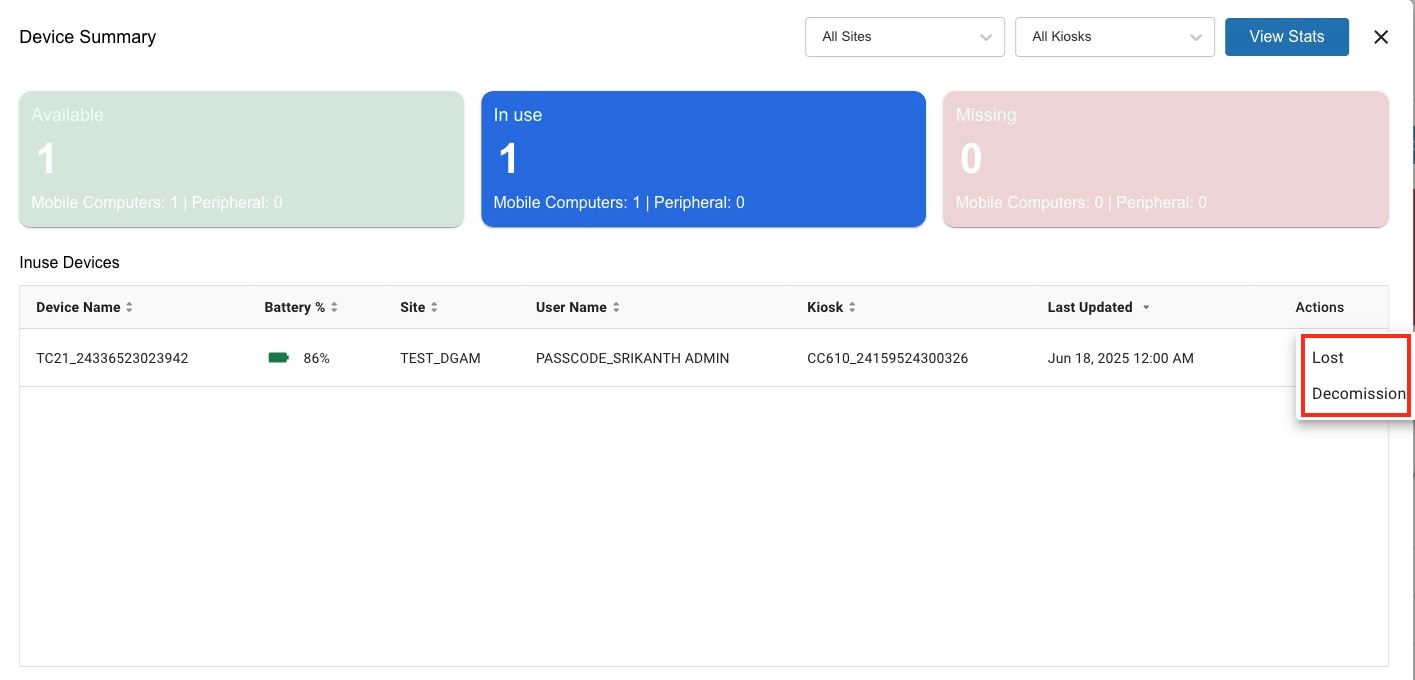 Device Summary
All Sites
All Kiosks
View Stats
Available
1
Mobile Computers: 1 | Peripheral: 0
In use
1
Mobile Computers: 1 | Peripheral: 0
Missing
0
Mobile Computers: 0 | Peripheral: 0
Inuse Devices
Device Name Battery % Site User Name Kiosk Last Updated Actions
TC21_24336523023942 86% TEST_DGAM PASSCODE_SRIKANTH ADMIN CC610_24159524300326 Jun 18, 2025 12:00 AM
Lost
Decomission